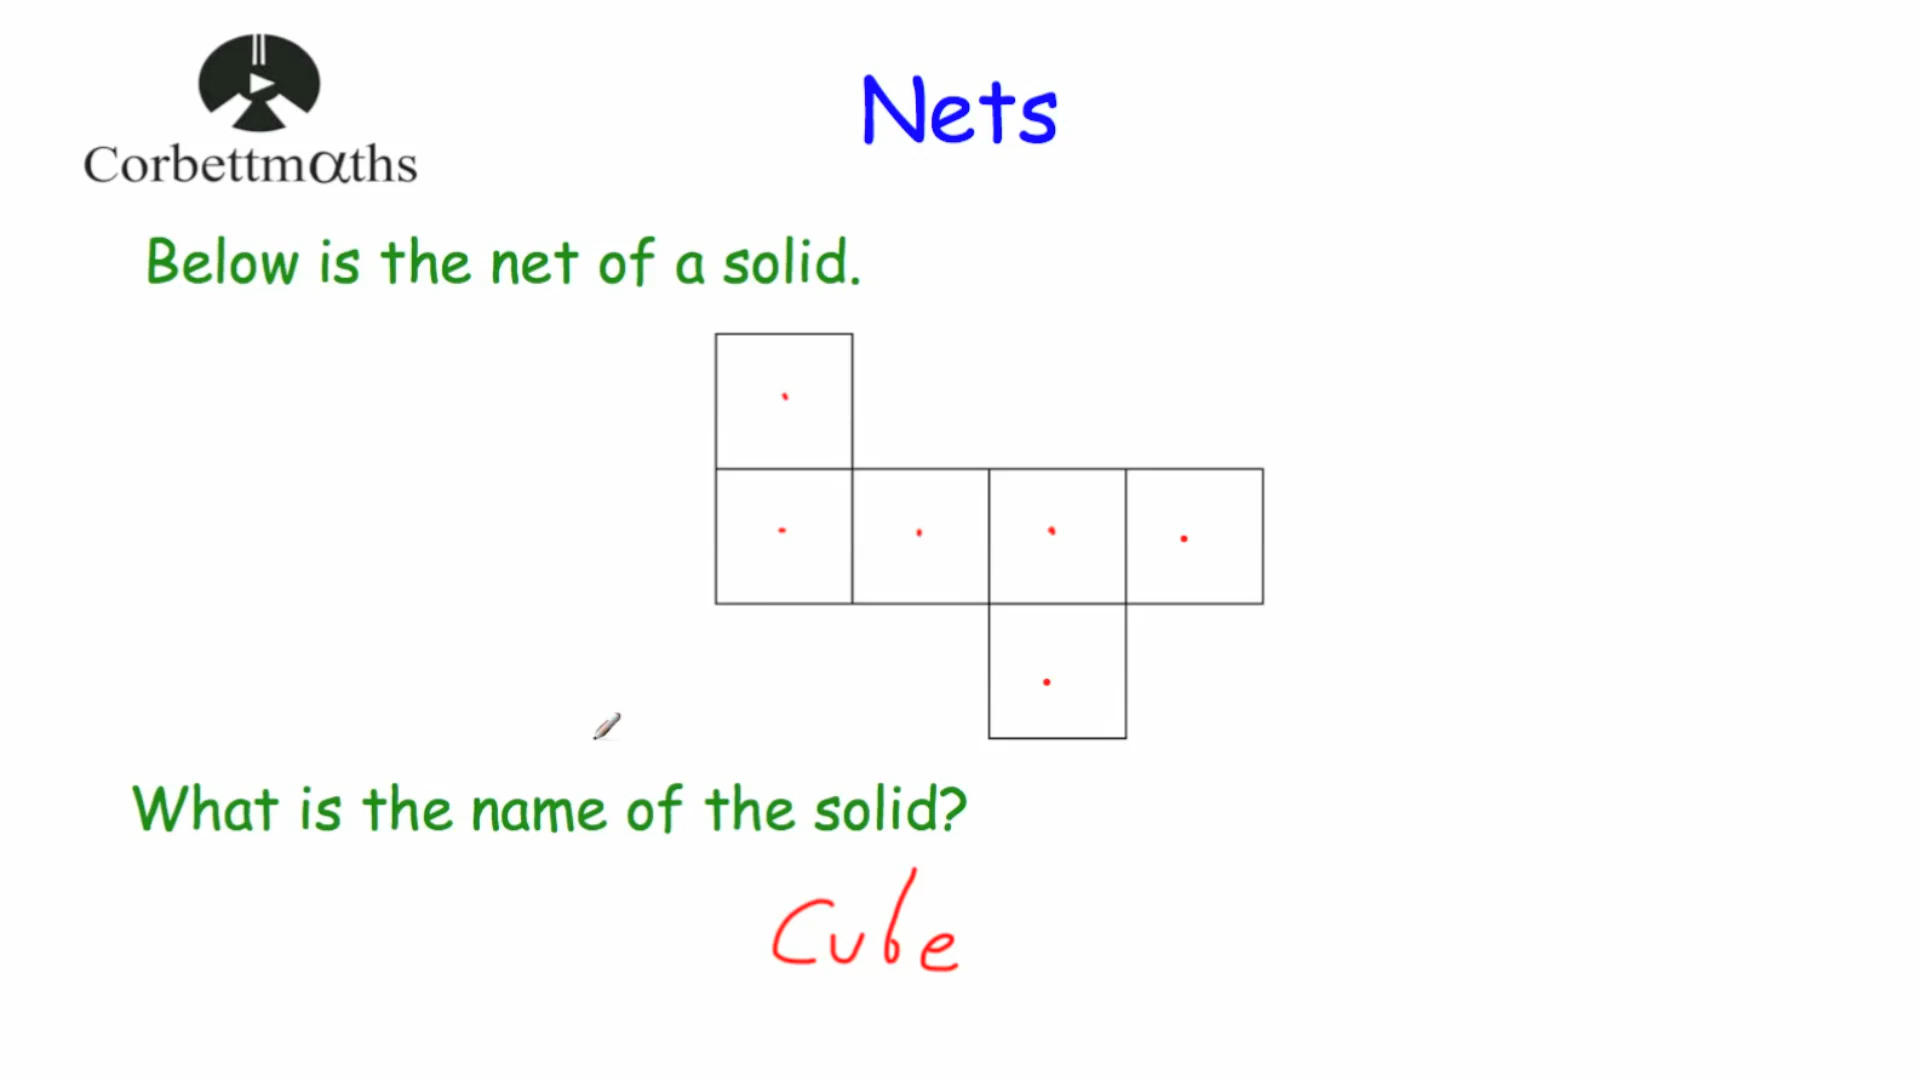 Corbettmαths
Nets
Below is the net of a solid.
What is the name of the solid?
Cube